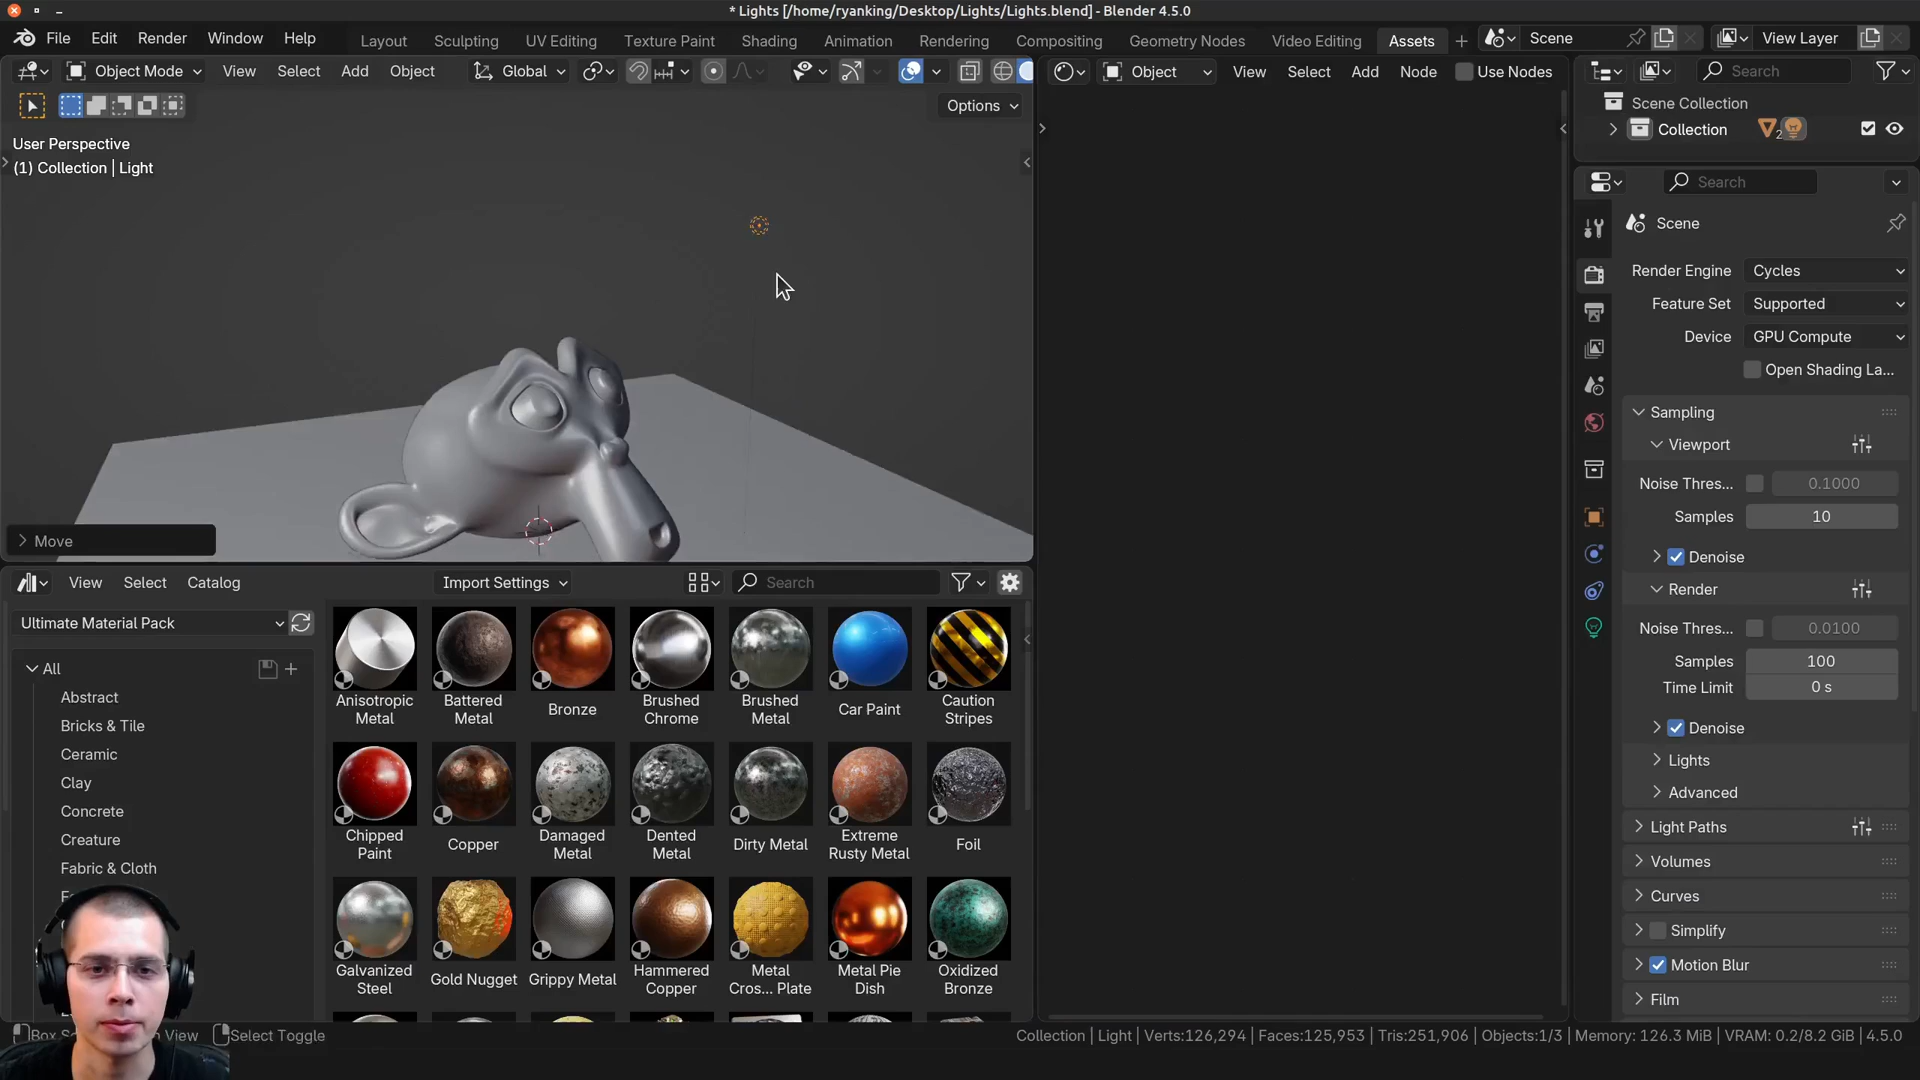 * Lights [/home/ryanking/Desktop/Lights/Lights.blend] - Blender 4.5.0
File Edit Render Window Help Layout Sculpting UV Editing Texture Paint Shading Animation Rendering Compositing Geometry Nodes Video Editing Assets Scene View Layer
Object Mode View Select Add Object Global
Object View Select Add Node Use Nodes
Search
Options
Scene Collection
Collection 2
User Perspective
(1) Collection | Light
Move
Search
Scene
Render Engine Cycles
Feature Set Supported
Device GPU Compute
Open Shading La...
Sampling
Viewport
Noise Thres... 0.1000
Samples 10
Denoise
Render
Noise Thres... 0.0100
Samples 100
Time Limit 0 s
Denoise
Lights
Advanced
Light Paths
Volumes
Curves
Simplify
Motion Blur
Film
View Select Catalog Import Settings Search
Ultimate Material Pack
All
Abstract
Bricks & Tile
Ceramic
Clay
Concrete
Creature
Fabric & Cloth
Anisotropic Metal
Battered Metal
Bronze
Brushed Chrome
Brushed Metal
Car Paint
Caution Stripes
Chipped Paint
Copper
Damaged Metal
Dented Metal
Dirty Metal
Extreme Rusty Metal
Foil
Galvanized Steel
Gold Nugget
Grippy Metal
Hammered Copper
Metal Cros... Plate
Metal Pie Dish
Oxidized Bronze
View Select Toggle
Collection | Light | Verts:126,294 | Faces:125,953 | Tris:251,906 | Objects:1/3 | Memory: 126.3 MiB | VRAM: 0.2/8.2 GiB | 4.5.0